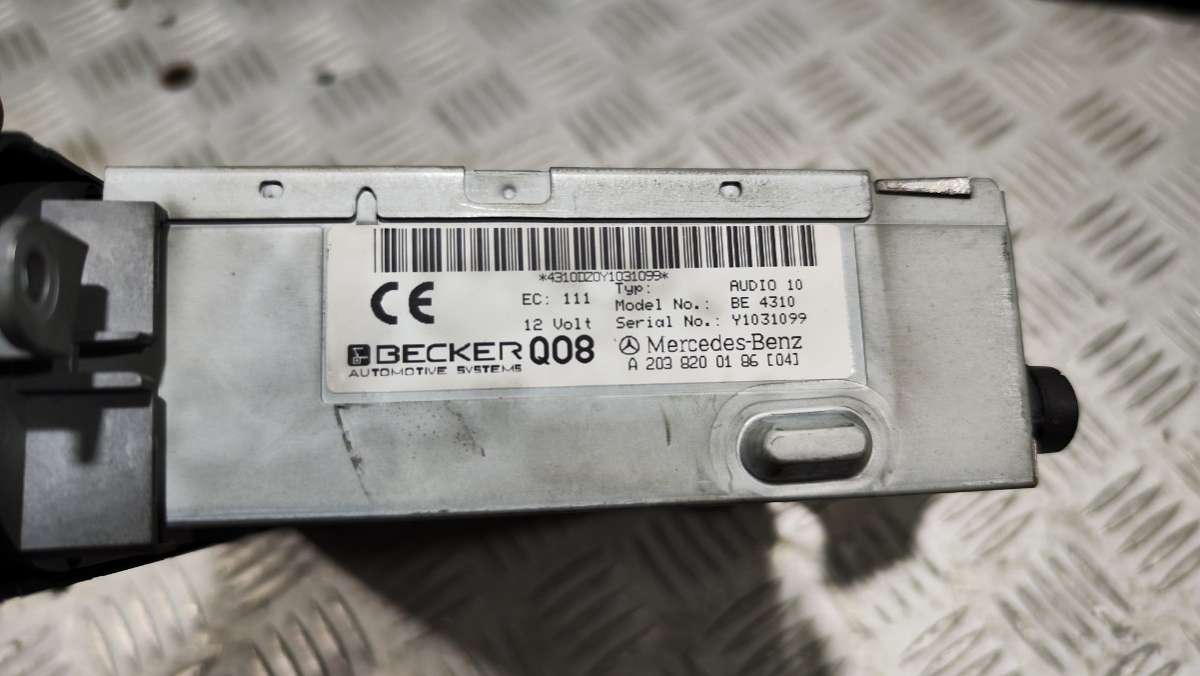 *4310DZ0Y1031099*
CE
EC: 111
12 Volt
Typ: AUDIO 10
Model No.: BE 4310
Serial No.: Y1031099
BECKER Q08
AUTOMOTIVE SYSTEMS
Mercedes-Benz
A 203 820 01 86 [04]